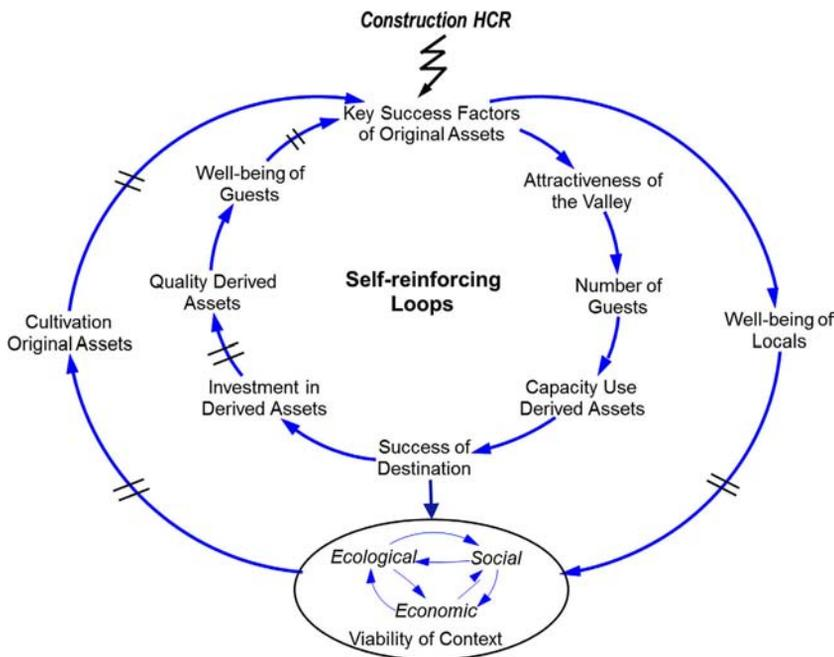 Construction HCR
Key Success Factors
of Original Assets
Attractiveness of
the Valley
Number of
Guests
Capacity Use
Derived Assets
Success of
Destination
Investment in
Derived Assets
Quality Derived
Assets
Well-being of
Guests
Self-reinforcing
Loops
Well-being of
Locals
Cultivation
Original Assets
Ecological
Social
Economic
Viability of Context